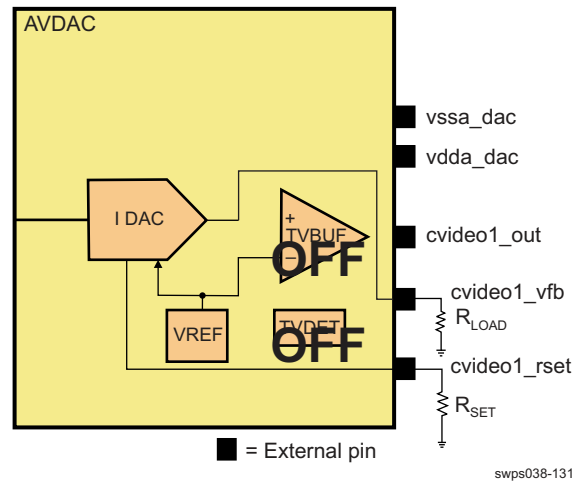 AVDAC
vssa_dac
vdda_dac
I DAC
+
TVBUF
cvideo1_out
–
OFF
cvideo1_vfb
VREF
TVDET
OFF
RLOAD
cvideo1_rset
RSET
= External pin
swps038-131